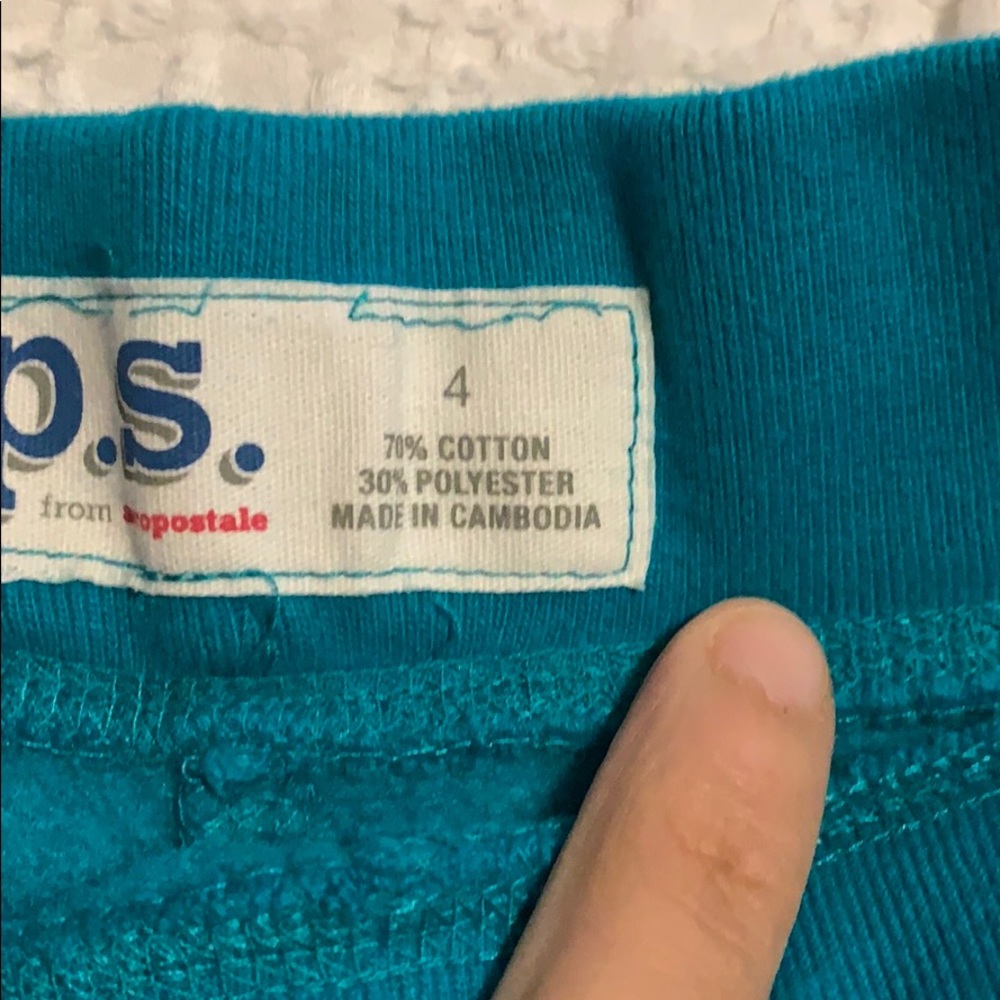 p.s.
from aeropostale
4
70% COTTON
30% POLYESTER
MADE IN CAMBODIA